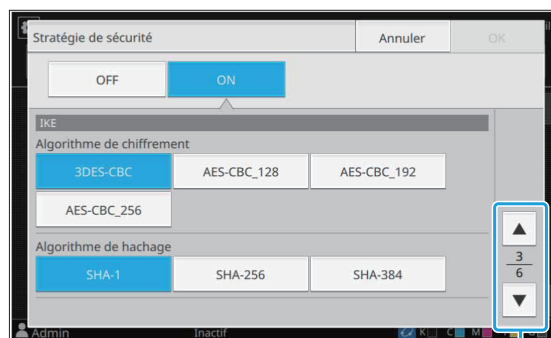 Stratégie de sécurité Annuler OK
OFF ON
IKE
Algorithme de chiffrement
3DES-CBC AES-CBC_128 AES-CBC_192
AES-CBC_256
Algorithme de hachage
SHA-1 SHA-256 SHA-384
3
6
Admin Inactif K C M